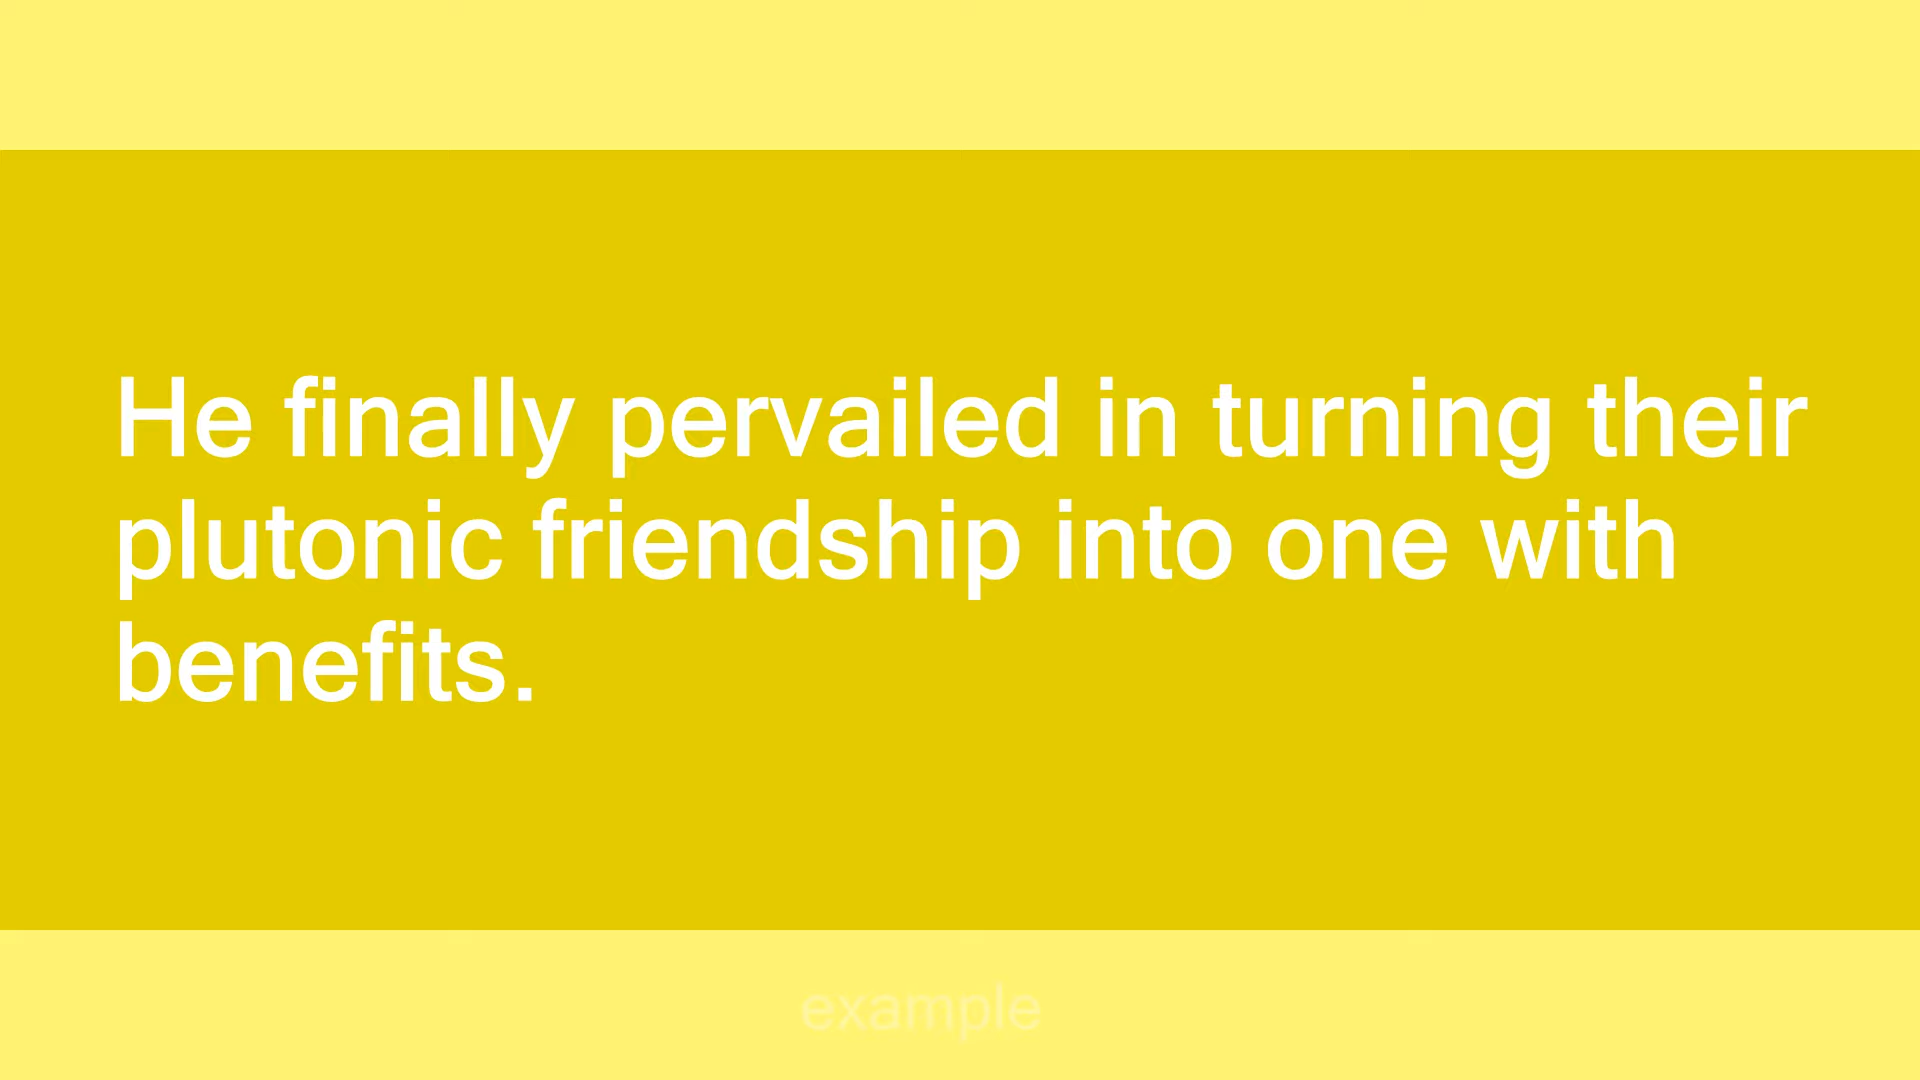 He finally pervailed in turning their
plutonic friendship into one with
benefits.
example